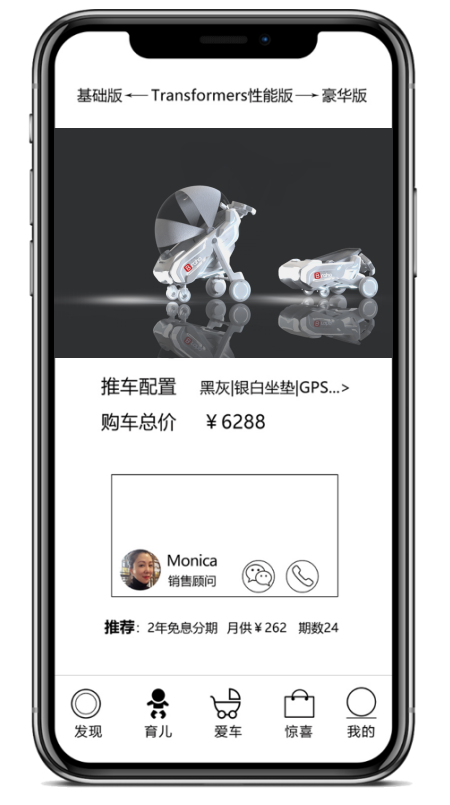 基础版←—Transformers性能版—→豪华版
推车配置 黑灰|银白坐垫|GPS...>
购车总价 ￥6288
Monica
销售顾问
推荐：2年免息分期 月供￥262 期数24
发现 育儿 爱车 惊喜 我的